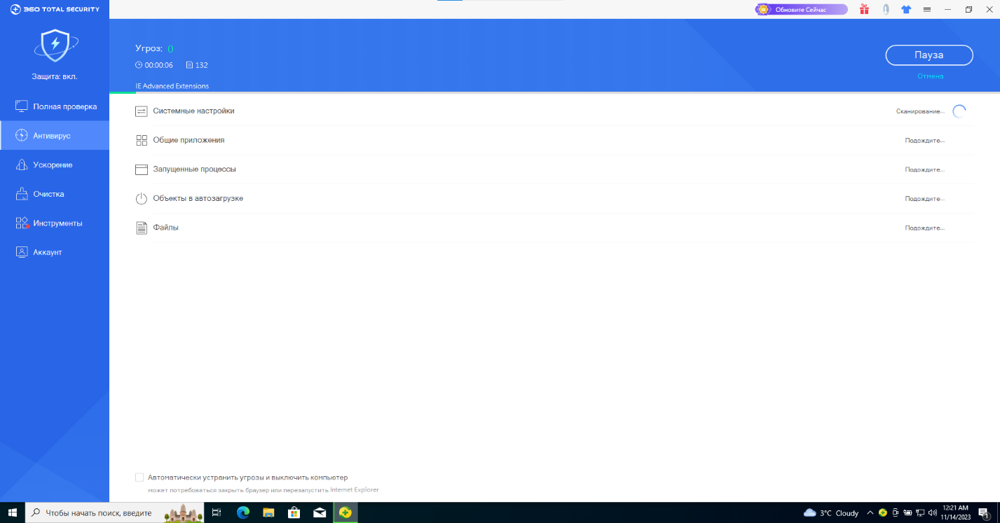 360 TOTAL SECURITY
Обновите Сейчас
Защита: вкл.
Полная проверка
Антивирус
Ускорение
Очистка
Инструменты
Аккаунт
Угроз: 0
00:00:06 132
IE Advanced Extensions
Пауза
Отмена
Системные настройки Сканирование...
Общие приложения Подождите...
Запущенные процессы Подождите...
Объекты в автозагрузке Подождите...
Файлы Подождите...
Автоматически устранить угрозы и выключить компьютер
может потребоваться закрыть браузер или перезапустить Internet Explorer
Чтобы начать поиск, введите
3°C Cloudy
12:21 AM
11/14/2023
1